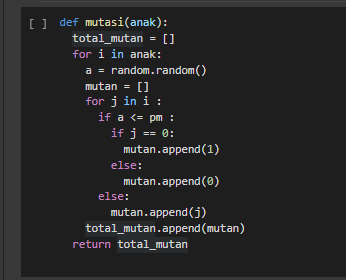 [ ] def mutasi(anak):
total_mutan = []
for i in anak:
a = random.random()
mutan = []
for j in i :
if a <= pm :
if j == 0:
mutan.append(1)
else:
mutan.append(0)
else:
mutan.append(j)
total_mutan.append(mutan)
return total_mutan